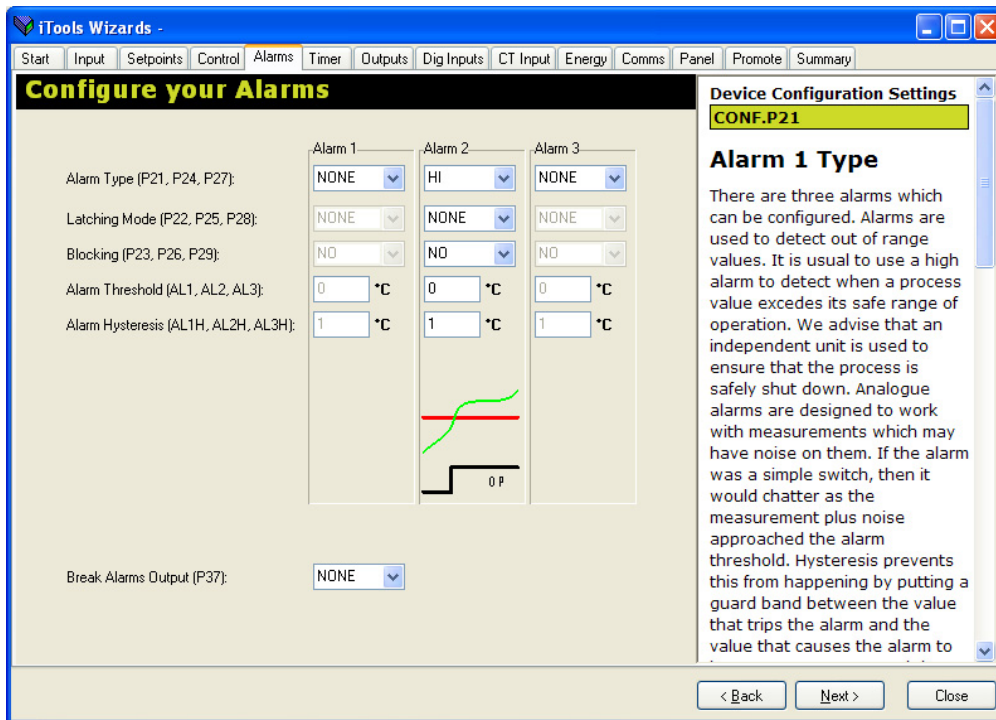 iTools Wizards -
Start Input Setpoints Control Alarms Timer Outputs Dig Inputs CT Input Energy Comms Panel Promote Summary
Configure your Alarms
Alarm 1 Alarm 2 Alarm 3
Alarm Type (P21, P24, P27): NONE HI NONE
Latching Mode (P22, P25, P28): NONE NONE NONE
Blocking (P23, P26, P29): NO NO NO
Alarm Threshold (AL1, AL2, AL3): 0 °C 0 °C 0 °C
Alarm Hysteresis (AL1H, AL2H, AL3H): 1 °C 1 °C 1 °C
OP
Break Alarms Output (P37): NONE
Device Configuration Settings
CONF.P21
Alarm 1 Type
There are three alarms which
can be configured. Alarms are
used to detect out of range
values. It is usual to use a high
alarm to detect when a process
value excedes its safe range of
operation. We advise that an
independent unit is used to
ensure that the process is
safely shut down. Analogue
alarms are designed to work
with measurements which may
have noise on them. If the alarm
was a simple switch, then it
would chatter as the
measurement plus noise
approached the alarm
threshold. Hysteresis prevents
this from happening by putting a
guard band between the value
that trips the alarm and the
value that causes the alarm to
< Back Next > Close